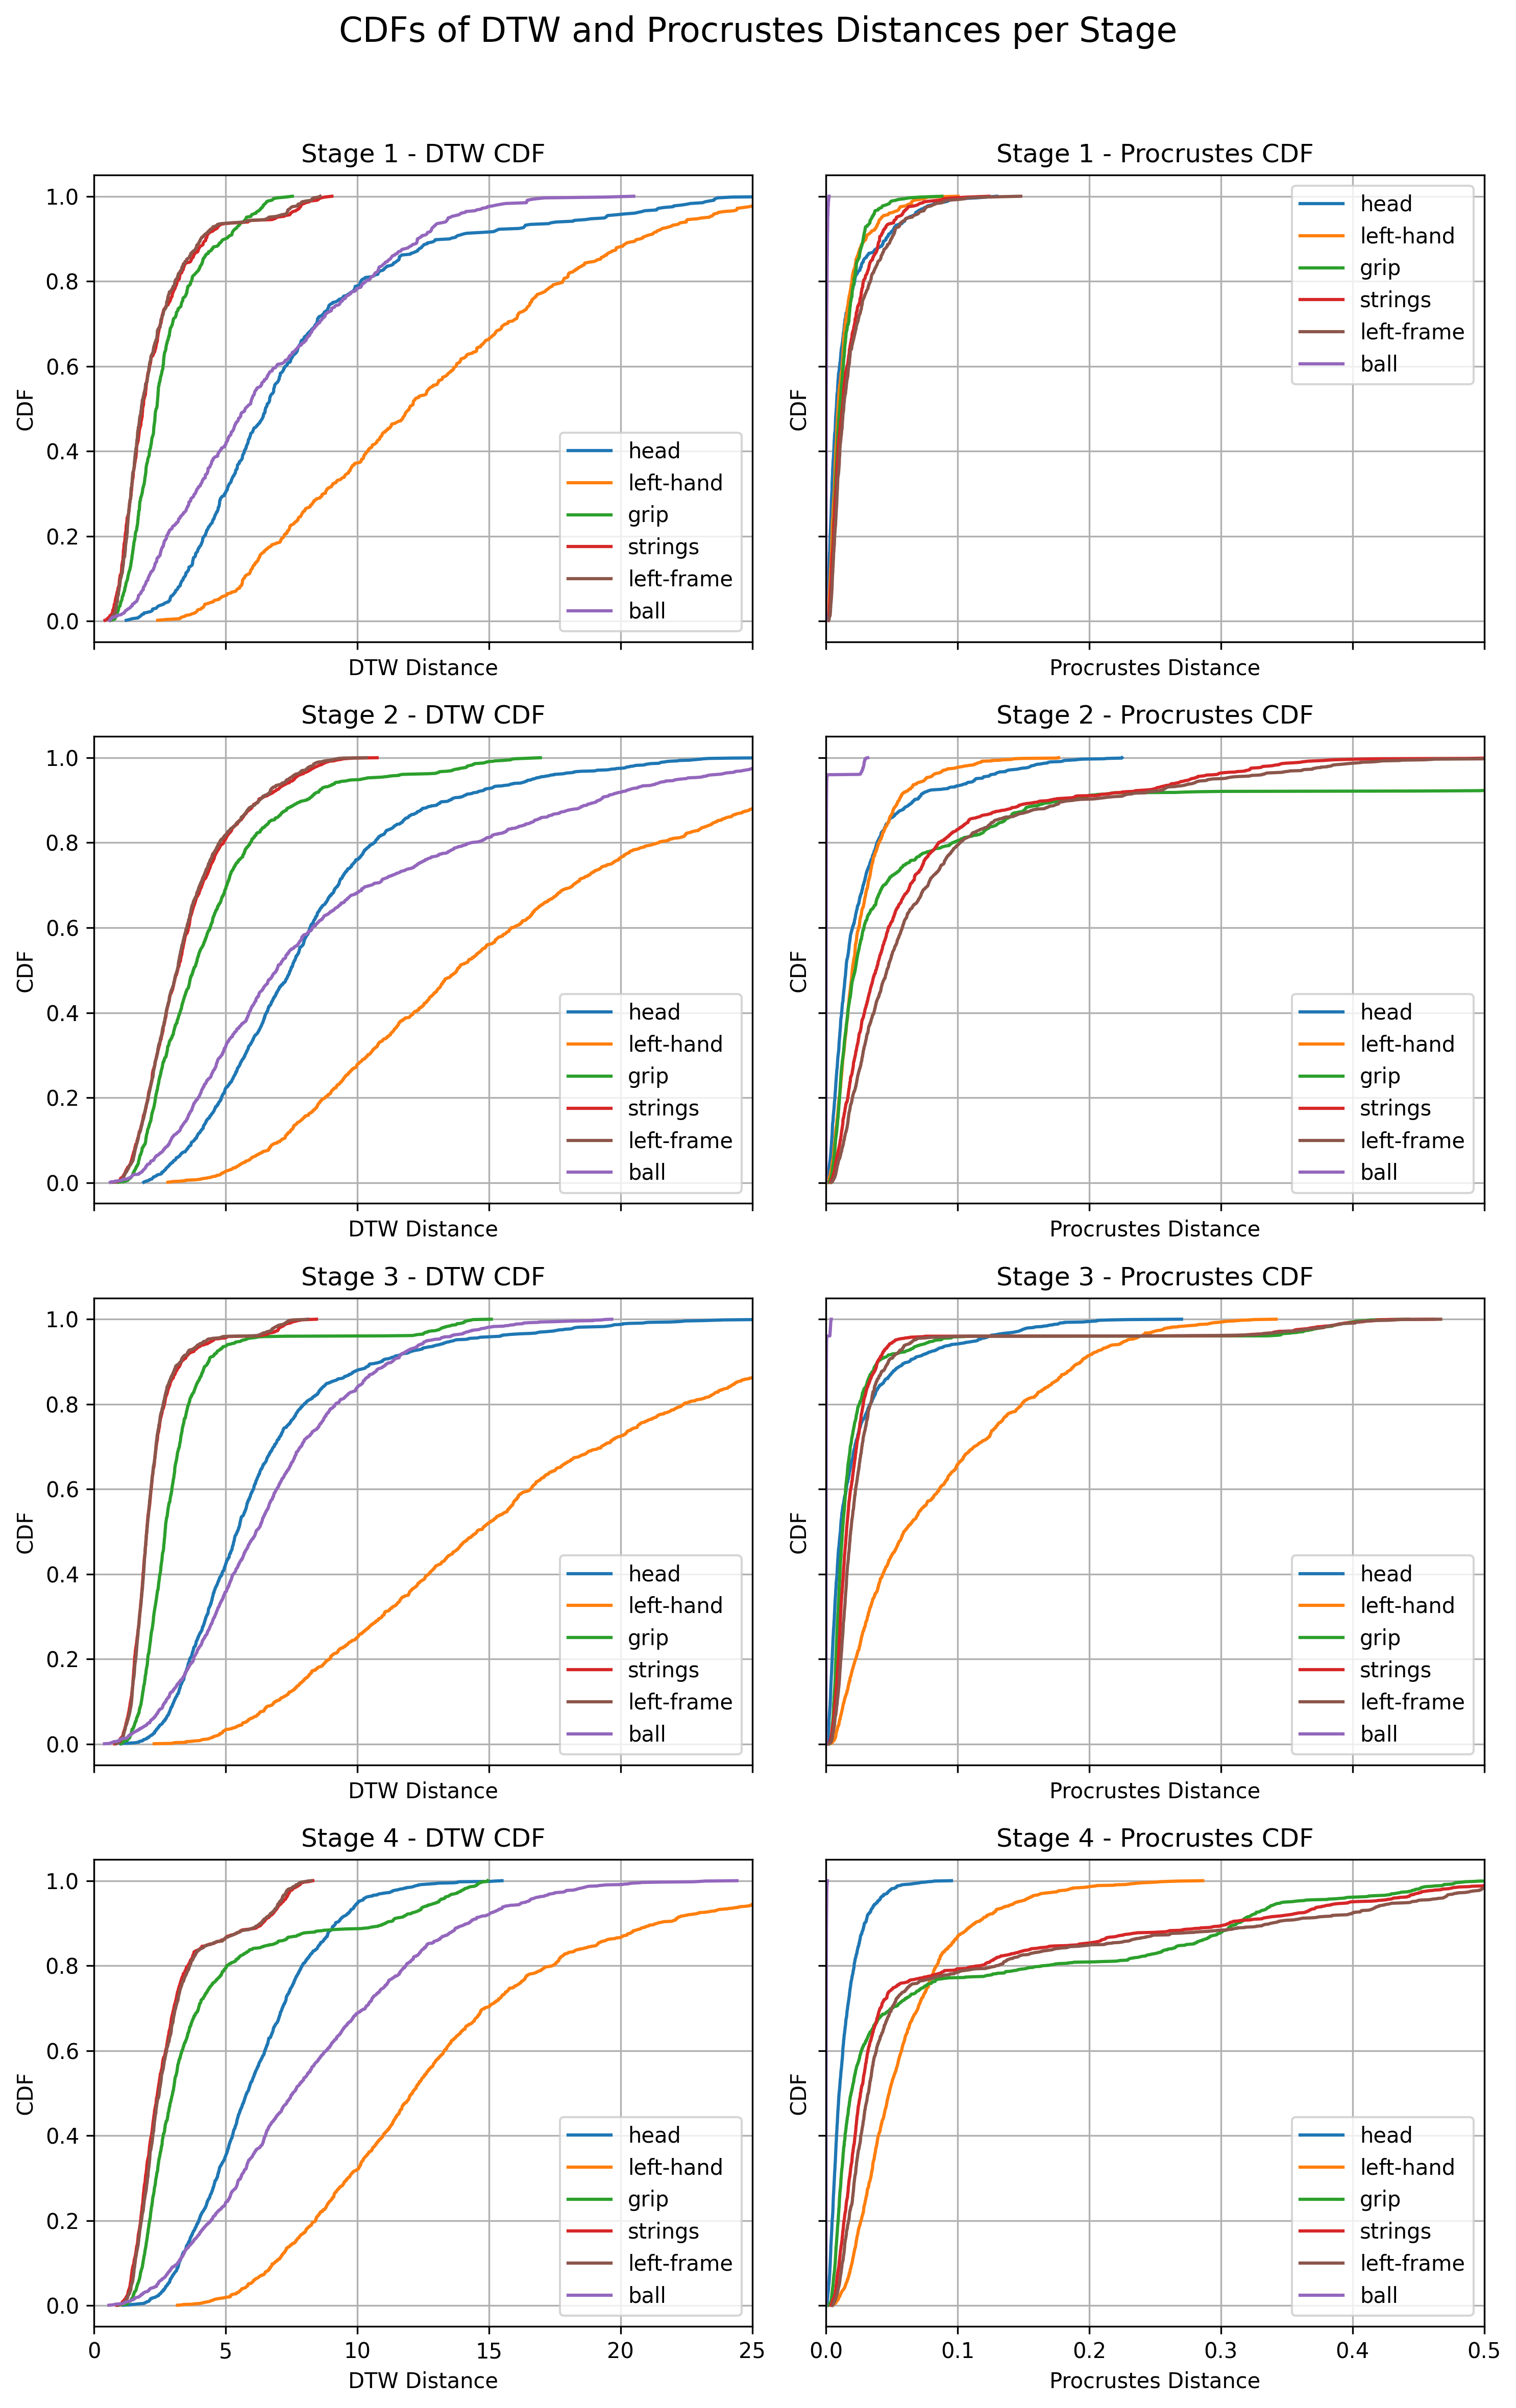 CDFs of DTW and Procrustes Distances per Stage
Stage 1 - DTW CDF
1.0
0.8
0.6
0.4
0.2
0.0
CDF
head
left-hand
grip
strings
left-frame
ball
DTW Distance
Stage 1 - Procrustes CDF
CDF
head
left-hand
grip
strings
left-frame
ball
Procrustes Distance
Stage 2 - DTW CDF
1.0
0.8
0.6
0.4
0.2
0.0
CDF
head
left-hand
grip
strings
left-frame
ball
DTW Distance
Stage 2 - Procrustes CDF
CDF
head
left-hand
grip
strings
left-frame
ball
Procrustes Distance
Stage 3 - DTW CDF
1.0
0.8
0.6
0.4
0.2
0.0
CDF
head
left-hand
grip
strings
left-frame
ball
DTW Distance
Stage 3 - Procrustes CDF
CDF
head
left-hand
grip
strings
left-frame
ball
Procrustes Distance
Stage 4 - DTW CDF
1.0
0.8
0.6
0.4
0.2
0.0
CDF
head
left-hand
grip
strings
left-frame
ball
0 5 10 15 20 25
DTW Distance
Stage 4 - Procrustes CDF
CDF
head
left-hand
grip
strings
left-frame
ball
0.0 0.1 0.2 0.3 0.4 0.5
Procrustes Distance